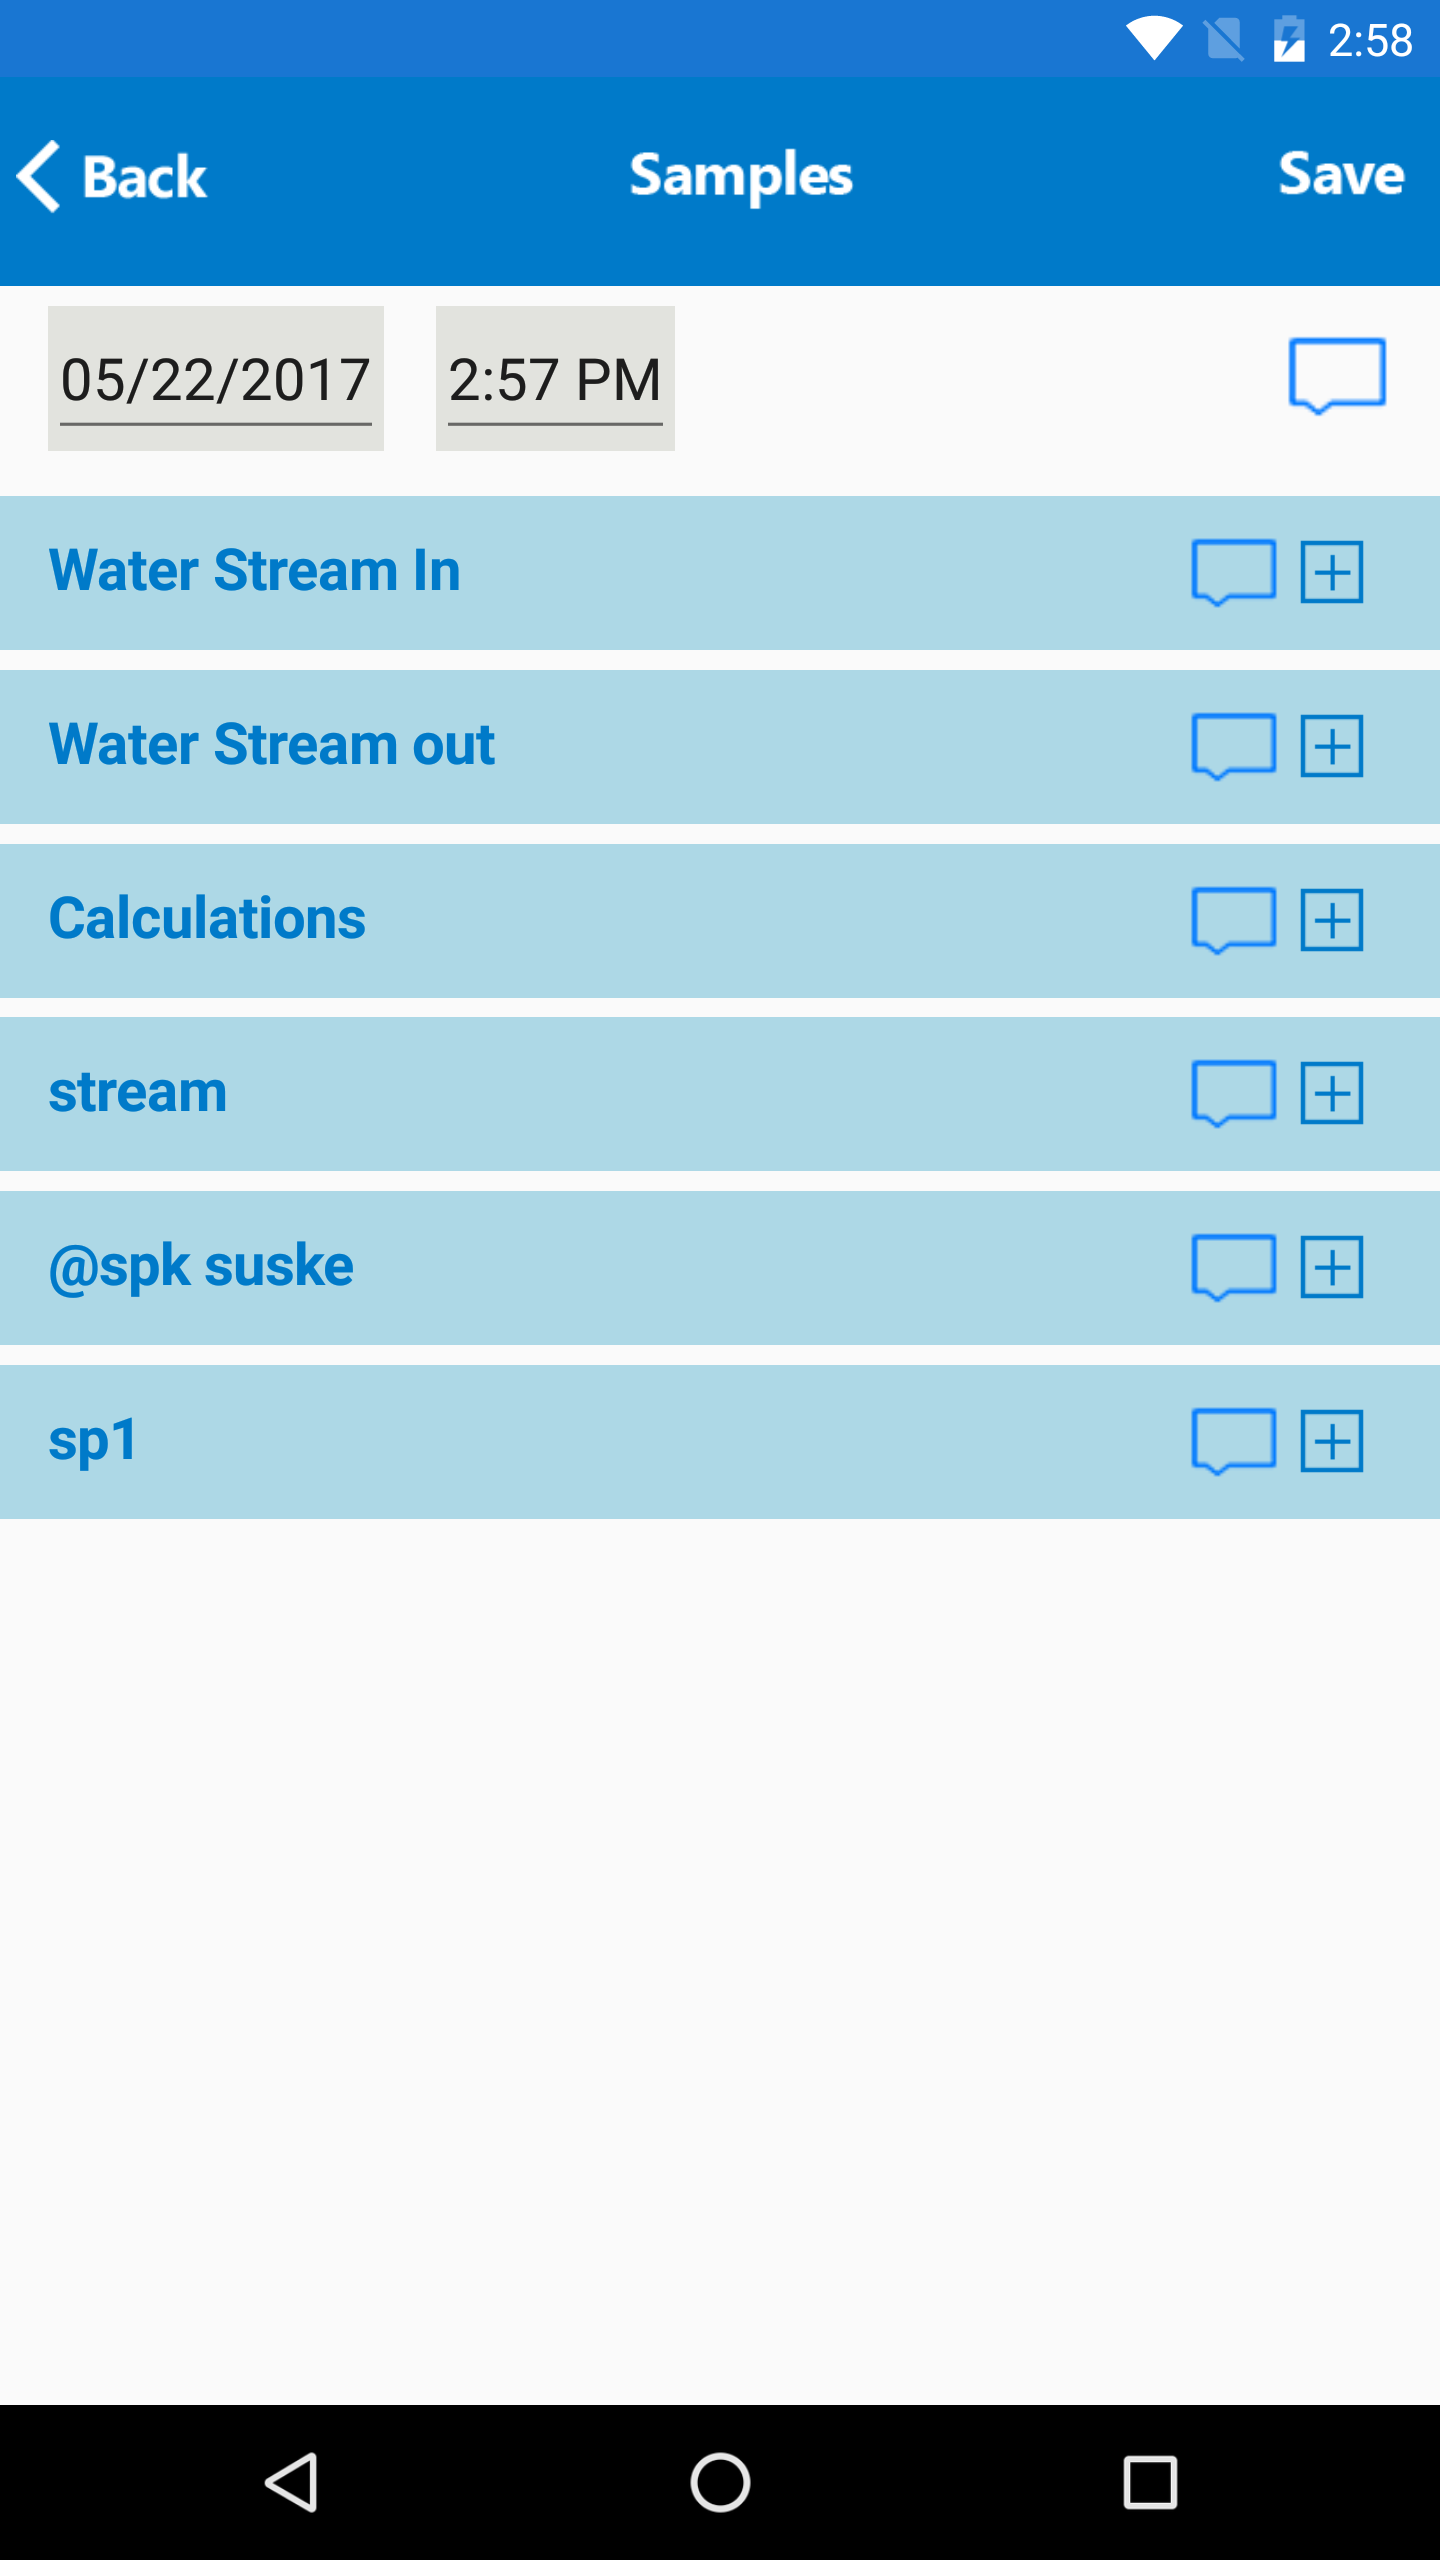 2:58
Back Samples Save
05/22/2017 2:57 PM
Water Stream In
Water Stream out
Calculations
stream
@spk suske
sp1